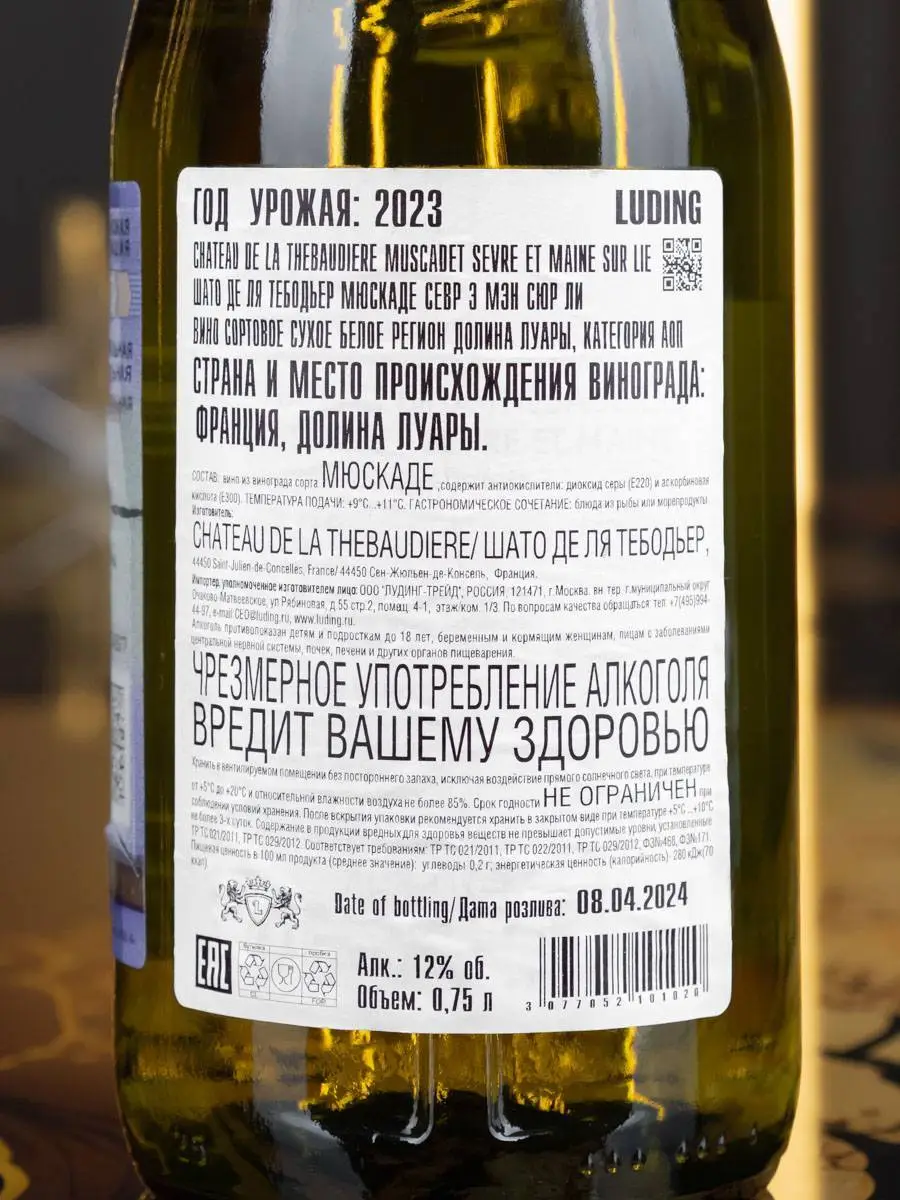 ГОД УРОЖАЯ: 2023
LUDING
CHATEAU DE LA THEBAUDIERE MUSCADET SEVRE ET MAINE SUR LIE
ШАТО ДЕ ЛЯ ТЕБОДЬЕР МЮСКАДЕ СЕВР Э МЭН СЮР ЛИ
ВИНО СОРТОВОЕ СУХОЕ БЕЛОЕ РЕГИОН ДОЛИНА ЛУАРЫ, КАТЕГОРИЯ АОП
СТРАНА И МЕСТО ПРОИСХОЖДЕНИЯ ВИНОГРАДА:
ФРАНЦИЯ, ДОЛИНА ЛУАРЫ.
СОСТАВ: вино из винограда сорта МЮСКАДЕ ,содержит антиокислители: диоксид серы (Е220) и аскорбиновая
кислота (Е300). ТЕМПЕРАТУРА ПОДАЧИ: +9°C...+11°C. ГАСТРОНОМИЧЕСКОЕ СОЧЕТАНИЕ: блюда из рыбы или морепродукты
Изготовитель:
CHATEAU DE LA THEBAUDIERE/ ШАТО ДЕ ЛЯ ТЕБОДЬЕР,
44450 Saint-Julien-de-Concelles, France/ 44450 Сен-Жюльен-де-Консель, Франция.
Импортер, уполномоченное изготовителем лицо: ООО "ЛУДИНГ-ТРЕЙД", РОССИЯ, 121471, г Москва. вн тер. г.муниципальный округ
Очаково-Матвеевское, ул Рябиновая, д.55 стр.2, помещ. 4-1, этаж/ком. 1/3. По вопросам качества обращаться: тел. +7(495)994-
44-97, e-mail:CEO@luding.ru, www.luding.ru.
Алкоголь противопоказан детям и подросткам до 18 лет, беременным и кормящим женщинам, лицам с заболеваниями
центральной нервной системы, почек, печени и других органов пищеварения.
ЧРЕЗМЕРНОЕ УПОТРЕБЛЕНИЕ АЛКОГОЛЯ
ВРЕДИТ ВАШЕМУ ЗДОРОВЬЮ
Хранить в вентилируемом помещении без постороннего запаха, исключая воздействие прямого солнечного света, при температуре
от +5°C до +20°C и относительной влажности воздуха не более 85%. Срок годности НЕ ОГРАНИЧЕН при
соблюдении условий хранения. После вскрытия упаковки рекомендуется хранить в закрытом виде при температуре +5°C ...+10°C
не более 3-х суток. Содержание в продукции вредных для здоровья веществ не превышает допустимые уровни, установленные
ТР ТС 021/2011, ТР ТС 029/2012. Соответствует требованиям: ТР ТС 021/2011, ТР ТС 022/2011, ТР ТС 029/2012, ФЗ№468, ФЗ№171.
Пищевая ценность в 100 мл продукта (среднее значение): углеводы: 0,2 г; энергетическая ценность (калорийность)- 280 кДж(70
ккал)
L
Date of bottling/Дата розлива: 08.04.2024
EAC
Бутылка
Пробка
GL
FOR
Алк.: 12% об.
Объем: 0,75 л
3 077052 101020